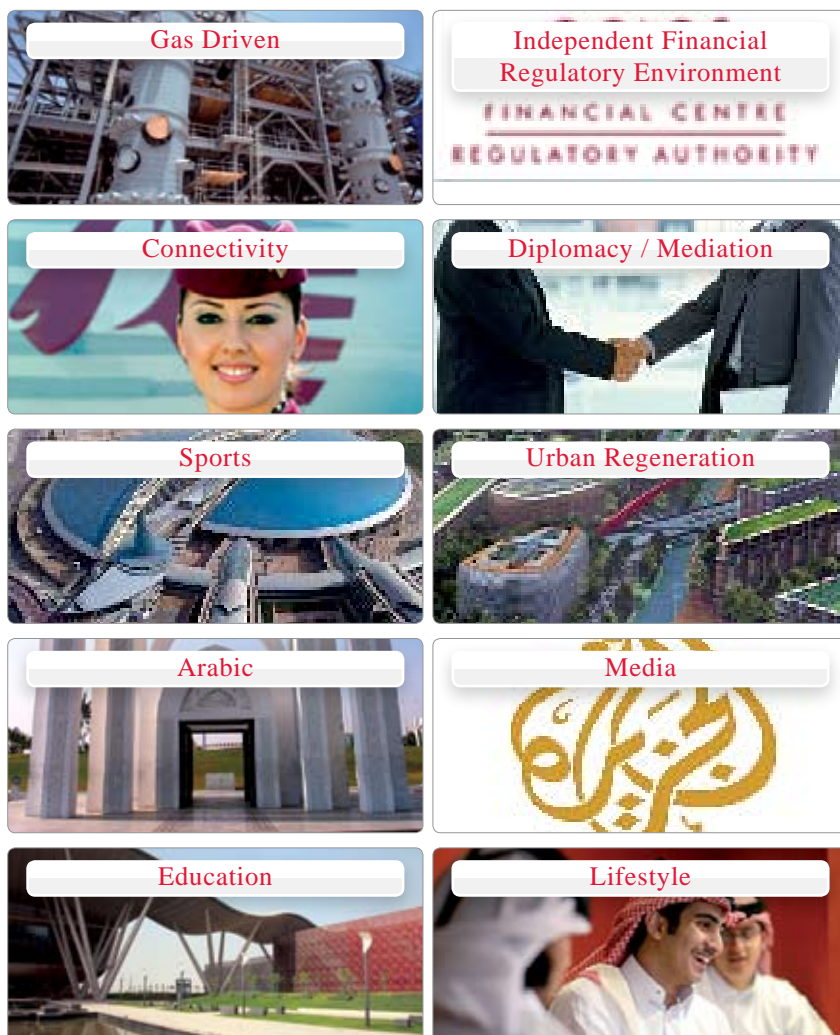 Gas Driven
Independent Financial
Regulatory Environment
FINANCIAL CENTRE
REGULATORY AUTHORITY
Connectivity
Diplomacy / Mediation
Sports
Urban Regeneration
Arabic
Media
الجزيرة
Education
Lifestyle